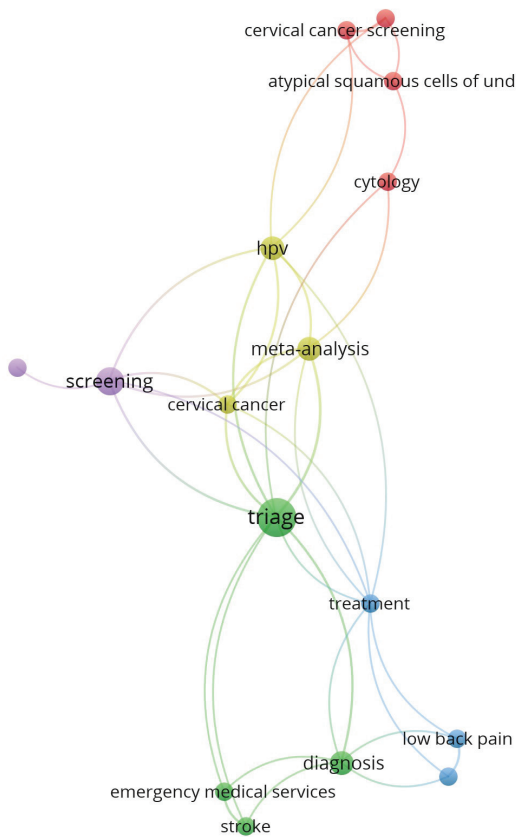 cervical cancer screening
atypical squamous cells of und
cytology
hpv
meta-analysis
screening
cervical cancer
triage
treatment
low back pain
diagnosis
emergency medical services
stroke